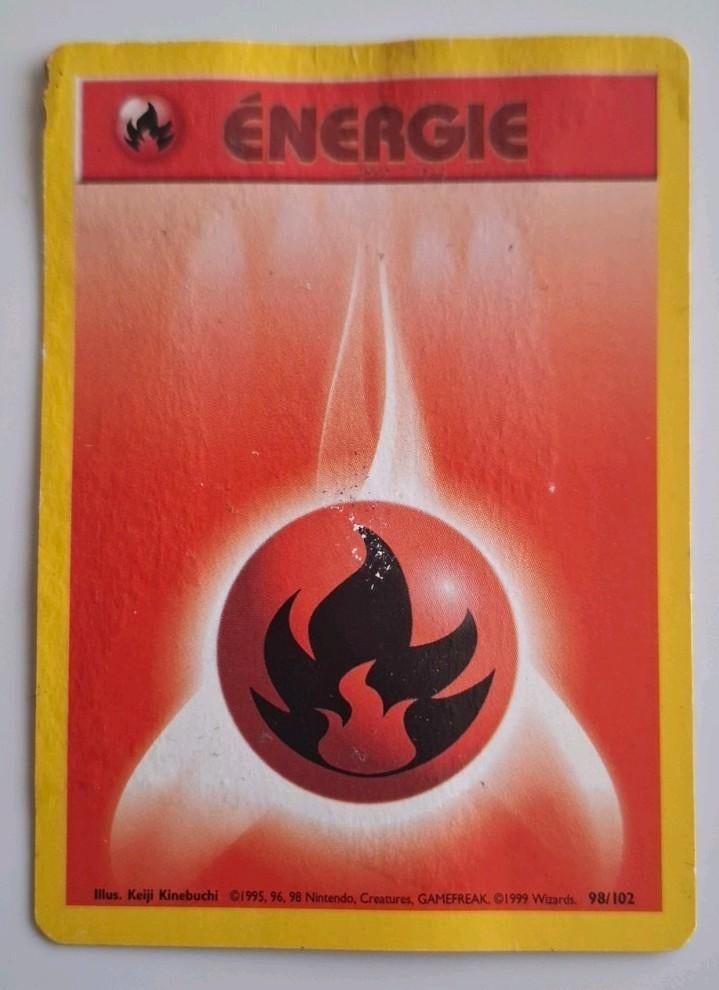 ÉNERGIE
Illus. Keiji Kinebuchi ©1995, 96, 98 Nintendo, Creatures, GAMEFREAK. ©1999 Wizards. 98/102